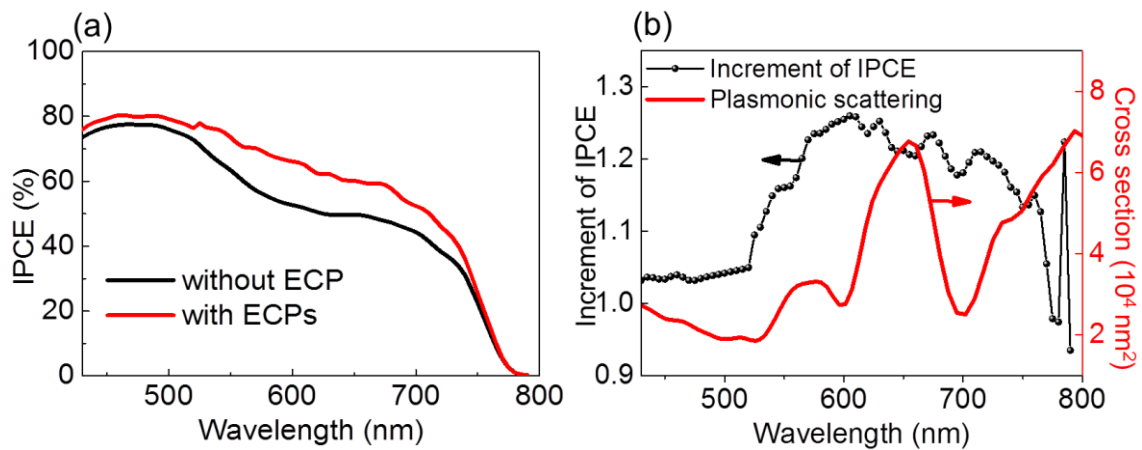 (a)
100
80
60
40
20
0
IPCE (%)
without ECP
with ECPs
500
600
700
800
Wavelength (nm)
(b)
1.3
1.2
1.1
1.0
0.9
Increment of IPCE
Increment of IPCE
Plasmonic scattering
8
6
4
2
Cross section (10⁴ nm²)
500
600
700
800
Wavelength (nm)